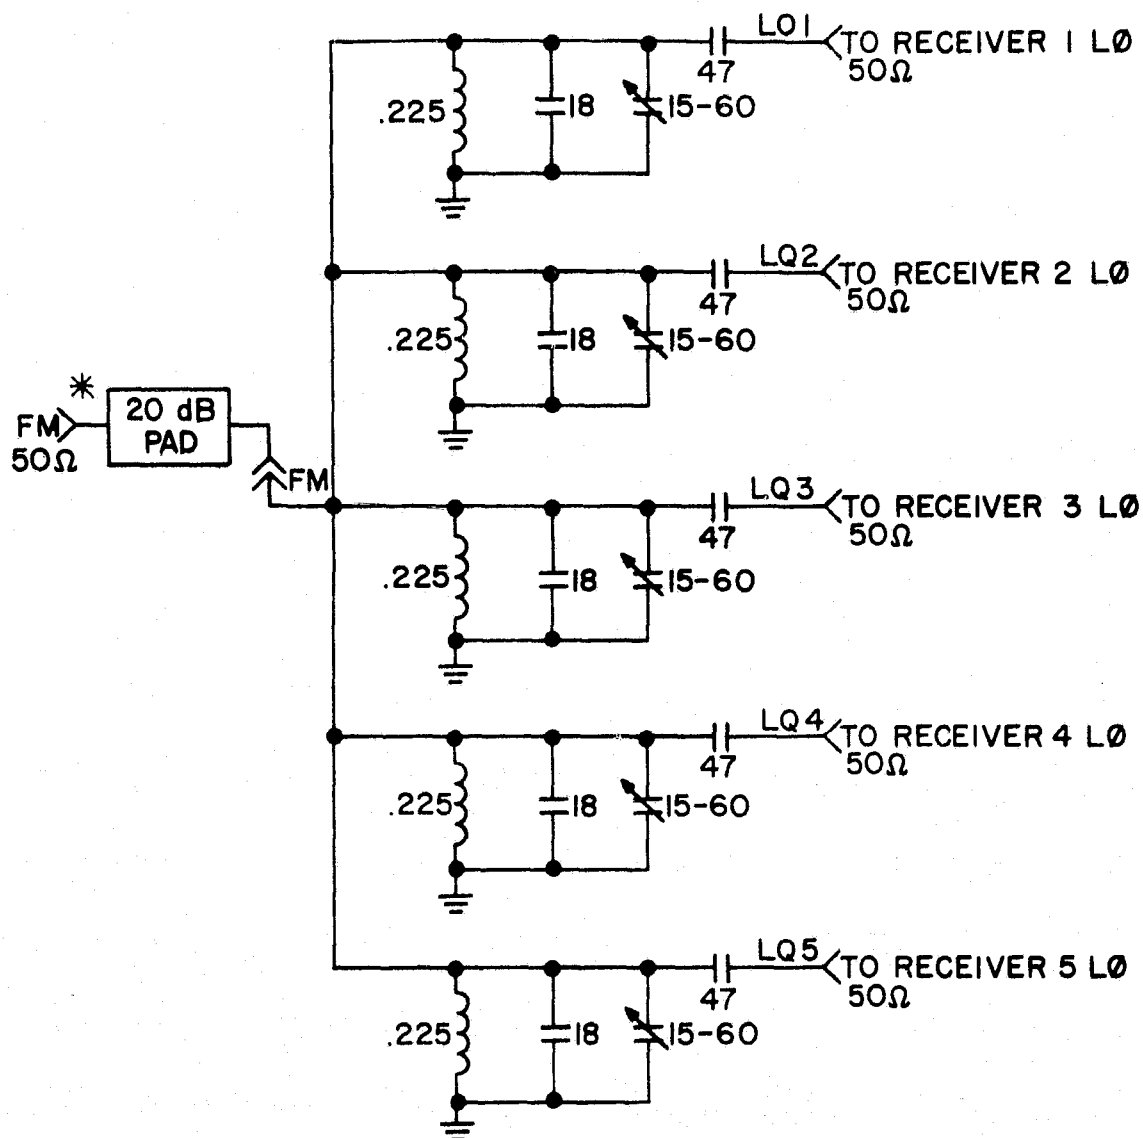 LO1
TO RECEIVER 1 LØ
50Ω
47
.225
18
15-60
LQ2
TO RECEIVER 2 LØ
50Ω
47
.225
18
15-60
*
FM
50Ω
20 dB
PAD
FM
LQ3
TO RECEIVER 3 LØ
50Ω
47
.225
18
15-60
LQ4
TO RECEIVER 4 LØ
50Ω
47
.225
18
15-60
LQ5
TO RECEIVER 5 LØ
50Ω
47
.225
18
15-60